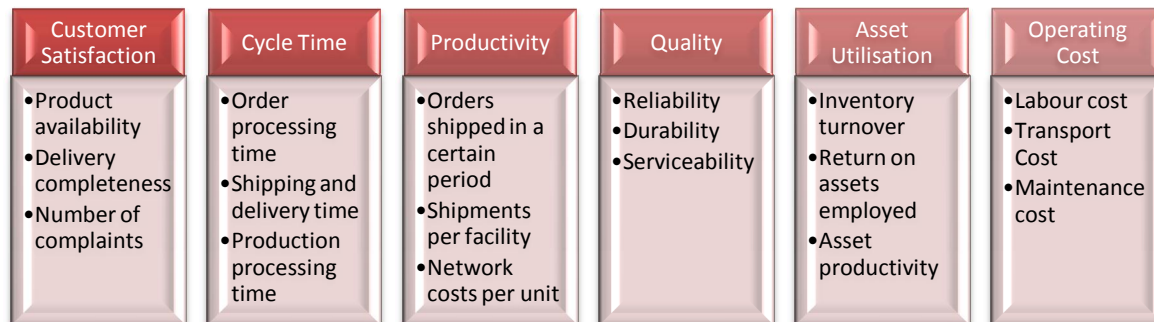 Customer
Satisfaction
•Product
availability
•Delivery
completeness
•Number of
complaints
Cycle Time
•Order
processing
time
•Shipping and
delivery time
•Production
processing
time
Productivity
•Orders
shipped in a
certain
period
•Shipments
per facility
•Network
costs per unit
Quality
•Reliability
•Durability
•Serviceability
Asset
Utilisation
•Inventory
turnover
•Return on
assets
employed
•Asset
productivity
Operating
Cost
•Labour cost
•Transport
Cost
•Maintenance
cost